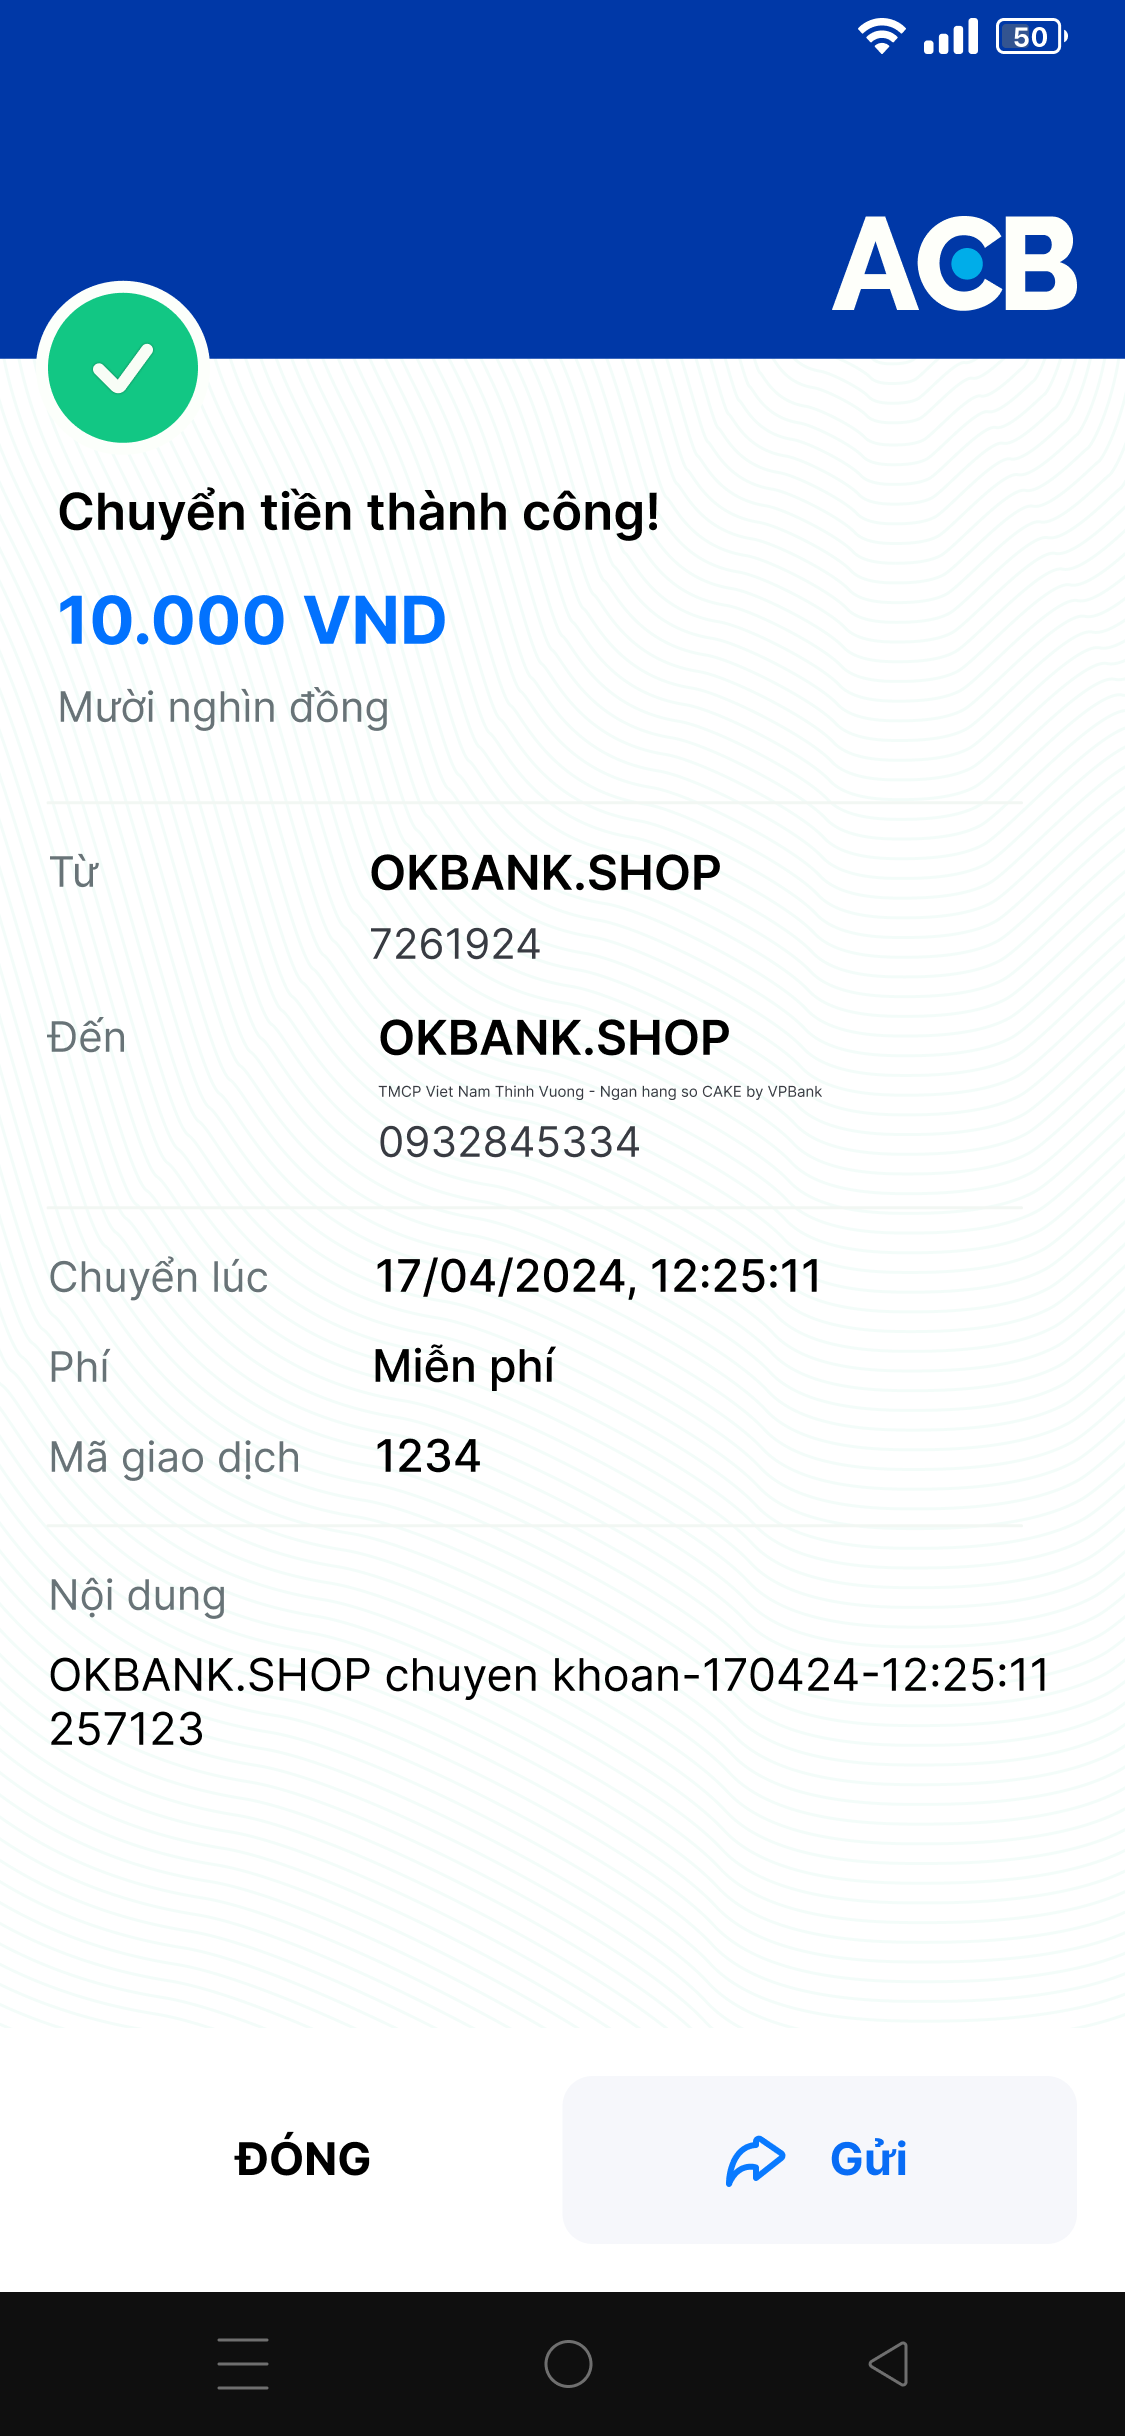 50
ACB
Chuyển tiền thành công!
10.000 VND
Mười nghìn đồng
Từ
OKBANK.SHOP
7261924
Đến
OKBANK.SHOP
TMCP Viet Nam Thinh Vuong - Ngan hang so CAKE by VPBank
0932845334
Chuyển lúc
17/04/2024, 12:25:11
Phí
Miễn phí
Mã giao dịch
1234
Nội dung
OKBANK.SHOP chuyen khoan-170424-12:25:11
257123
ĐÓNG
Gửi